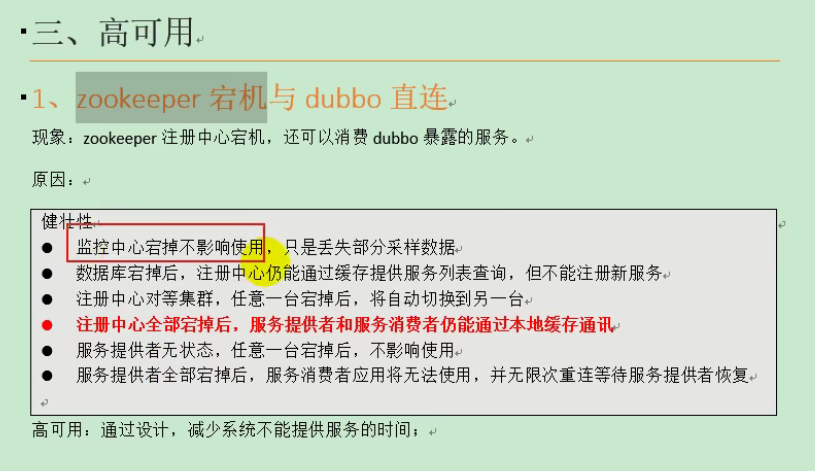 三、高可用
1、zookeeper 宕机与 dubbo 直连
现象：zookeeper 注册中心宕机，还可以消费 dubbo 暴露的服务。
原因：
健壮性
● 监控中心宕掉不影响使用，只是丢失部分采样数据
● 数据库宕掉后，注册中心仍能通过缓存提供服务列表查询，但不能注册新服务
● 注册中心对等集群，任意一台宕掉后，将自动切换到另一台
● 注册中心全部宕掉后，服务提供者和服务消费者仍能通过本地缓存通讯
● 服务提供者无状态，任意一台宕掉后，不影响使用
● 服务提供者全部宕掉后，服务消费者应用将无法使用，并无限次重连等待服务提供者恢复
高可用：通过设计，减少系统不能提供服务的时间；